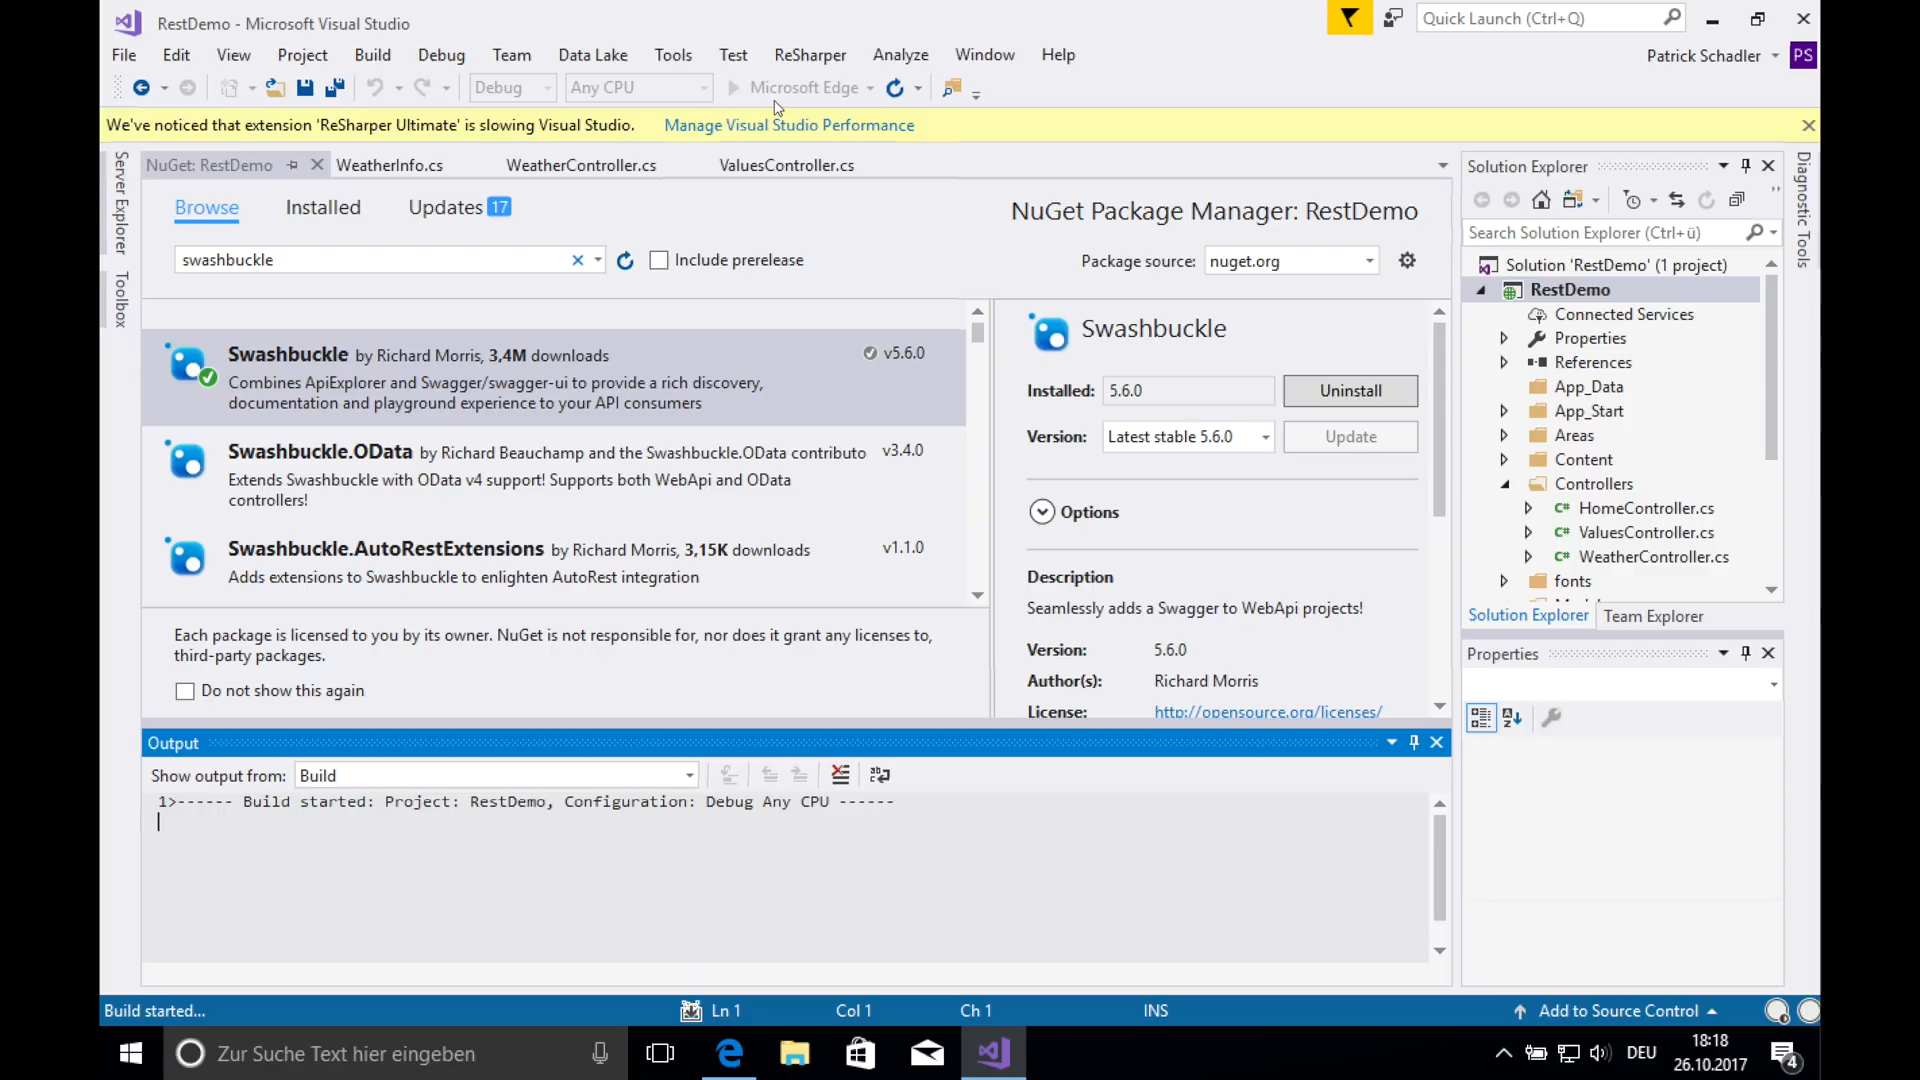 RestDemo - Microsoft Visual Studio
Quick Launch (Ctrl+Q)
File Edit View Project Build Debug Team Data Lake Tools Test ReSharper Analyze Window Help
Patrick Schadler PS
Debug Any CPU Microsoft Edge
We've noticed that extension 'ReSharper Ultimate' is slowing Visual Studio. Manage Visual Studio Performance
Server Explorer
Toolbox
NuGet: RestDemo WeatherInfo.cs WeatherController.cs ValuesController.cs
Browse Installed Updates 17
NuGet Package Manager: RestDemo
swashbuckle
Include prerelease
Package source: nuget.org
Swashbuckle by Richard Morris, 3,4M downloads v5.6.0
Combines ApiExplorer and Swagger/swagger-ui to provide a rich discovery,
documentation and playground experience to your API consumers
Swashbuckle.OData by Richard Beauchamp and the Swashbuckle.OData contributo v3.4.0
Extends Swashbuckle with OData v4 support! Supports both WebApi and OData
controllers!
Swashbuckle.AutoRestExtensions by Richard Morris, 3,15K downloads v1.1.0
Adds extensions to Swashbuckle to enlighten AutoRest integration
Each package is licensed to you by its owner. NuGet is not responsible for, nor does it grant any licenses to,
third-party packages.
Do not show this again
Swashbuckle
Installed: 5.6.0 Uninstall
Version: Latest stable 5.6.0 Update
Options
Description
Seamlessly adds a Swagger to WebApi projects!
Version: 5.6.0
Author(s): Richard Morris
License: http://opensource.org/licenses/
Solution Explorer
Search Solution Explorer (Ctrl+ü)
Solution 'RestDemo' (1 project)
RestDemo
Connected Services
Properties
References
App_Data
App_Start
Areas
Content
Controllers
C# HomeController.cs
C# ValuesController.cs
C# WeatherController.cs
fonts
Solution Explorer Team Explorer
Properties
Diagnostic Tools
Output
Show output from: Build
1>------ Build started: Project: RestDemo, Configuration: Debug Any CPU ------
Build started... Ln 1 Col 1 Ch 1 INS Add to Source Control
Zur Suche Text hier eingeben
DEU
18:18
26.10.2017
4